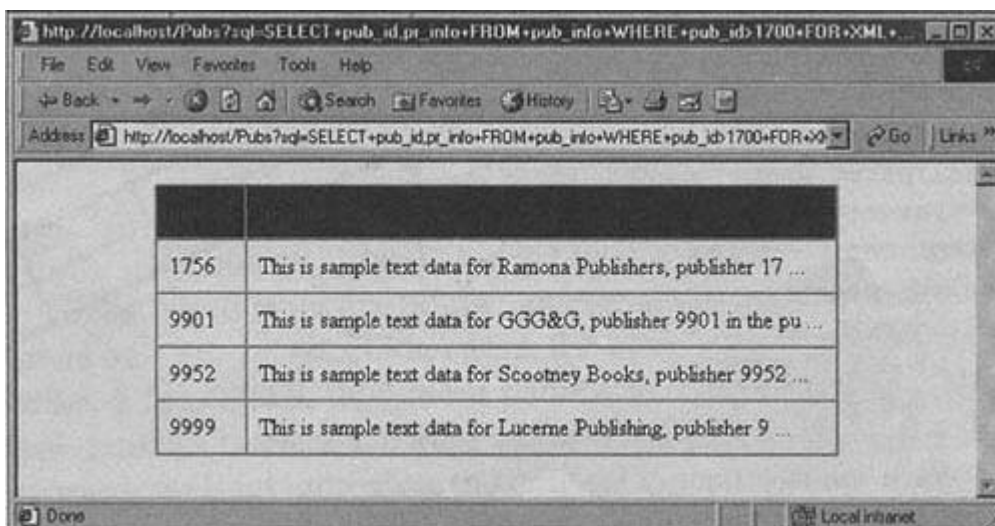 http://localhost/Pubs?sql=SELECT+pub_id,pr_info+FROM+pub_info+WHERE+pub_id>1700+FOR+XML+...
File Edit View Favorites Tools Help
Back Search Favorites History
Address http://localhost/Pubs?sql=SELECT+pub_id,pr_info+FROM+pub_info+WHERE+pub_id>1700+FOR+XM Go Links »
1756 This is sample text data for Ramona Publishers, publisher 17 ...
9901 This is sample text data for GGG&G, publisher 9901 in the pu ...
9952 This is sample text data for Scootney Books, publisher 9952 ...
9999 This is sample text data for Lucerne Publishing, publisher 9 ...
Done Local intranet